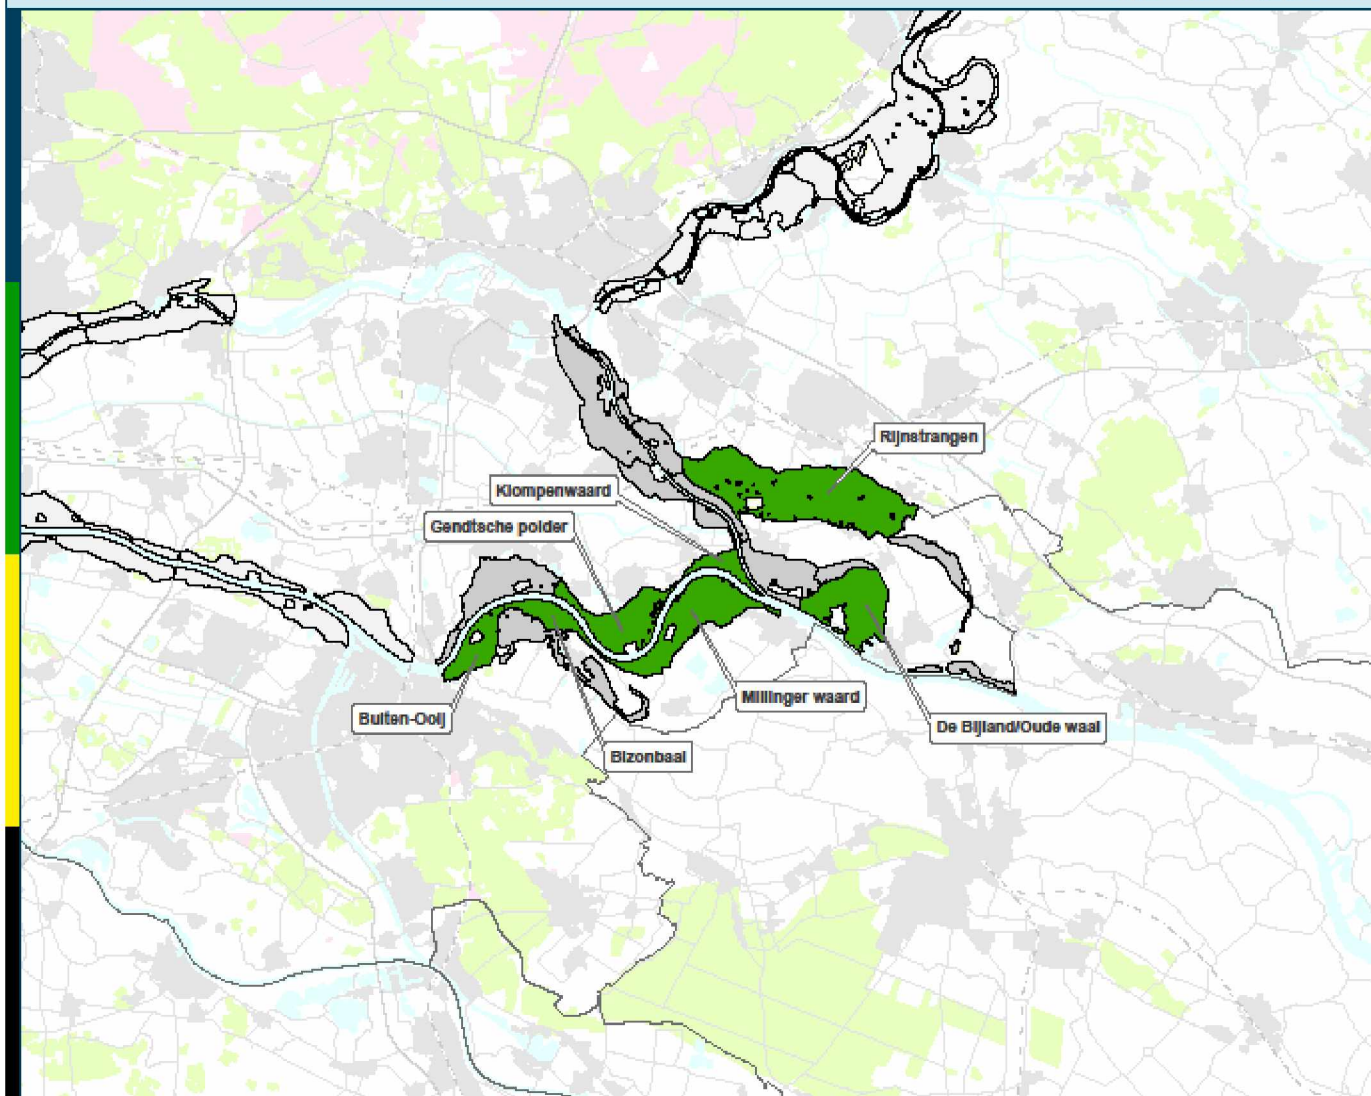 Rijnstrangen
Klompenwaard
Gendtsche polder
Millinger waard
Buiten-Ooij
De Bijland/Oude waal
Bizonbaai